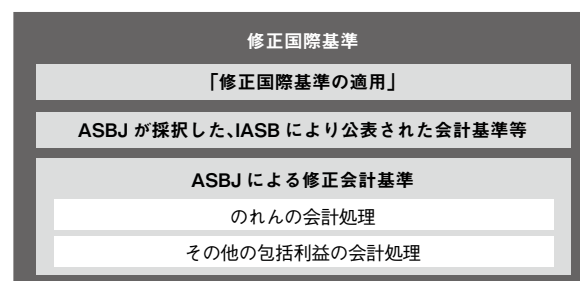 修正国際基準
「修正国際基準の適用」
ASBJ が採択した、IASB により公表された会計基準等
ASBJ による修正会計基準
のれんの会計処理
その他の包括利益の会計処理